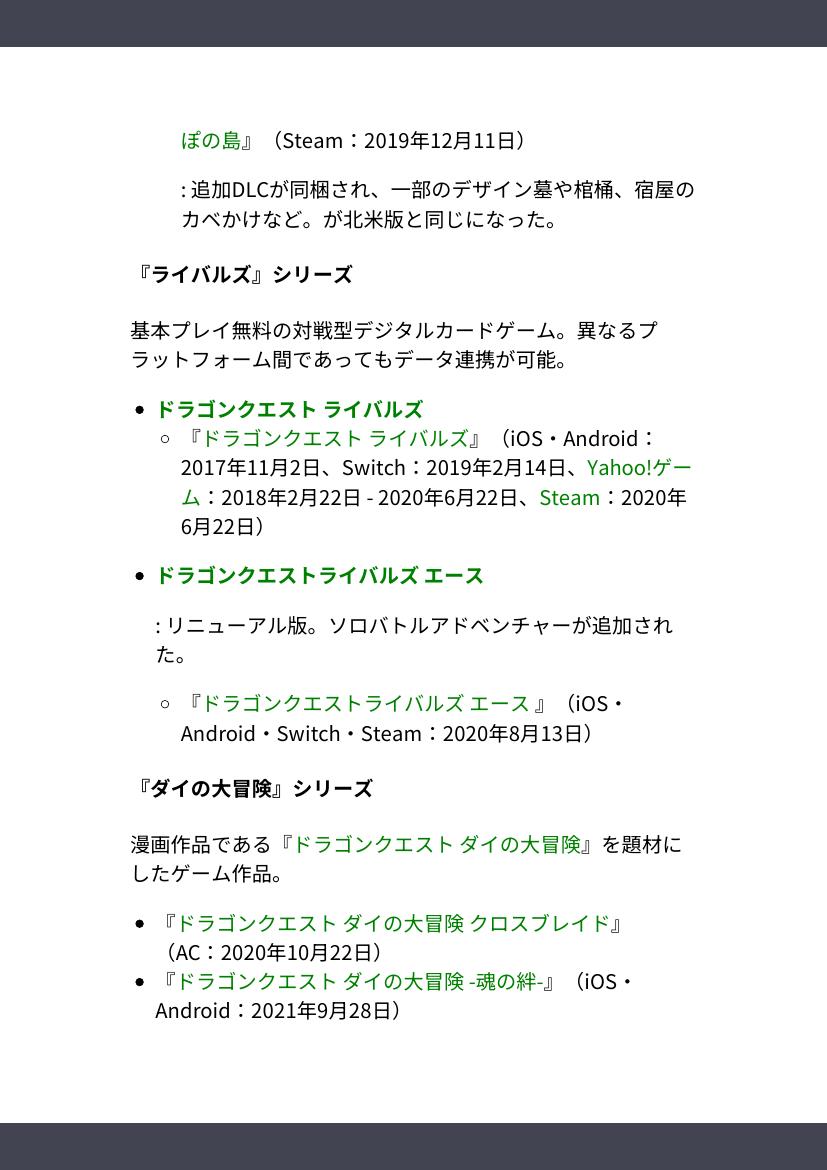 ぽの島』（Steam：2019年12月11日）
: 追加DLCが同梱され、一部のデザイン墓や棺桶、宿屋の
カベかけなど。が北米版と同じになった。
『ライバルズ』シリーズ
基本プレイ無料の対戦型デジタルカードゲーム。異なるプ
ラットフォーム間であってもデータ連携が可能。
• ドラゴンクエスト ライバルズ
○ 『ドラゴンクエスト ライバルズ』（iOS・Android：
2017年11月2日、Switch：2019年2月14日、Yahoo!ゲー
ム：2018年2月22日 - 2020年6月22日、Steam：2020年
6月22日）
• ドラゴンクエストライバルズ エース
: リニューアル版。ソロバトルアドベンチャーが追加され
た。
○ 『ドラゴンクエストライバルズ エース 』（iOS・
Android・Switch・Steam：2020年8月13日）
『ダイの大冒険』シリーズ
漫画作品である『ドラゴンクエスト ダイの大冒険』を題材に
したゲーム作品。
• 『ドラゴンクエスト ダイの大冒険 クロスブレイド』
（AC：2020年10月22日）
• 『ドラゴンクエスト ダイの大冒険 -魂の絆-』（iOS・
Android：2021年9月28日）